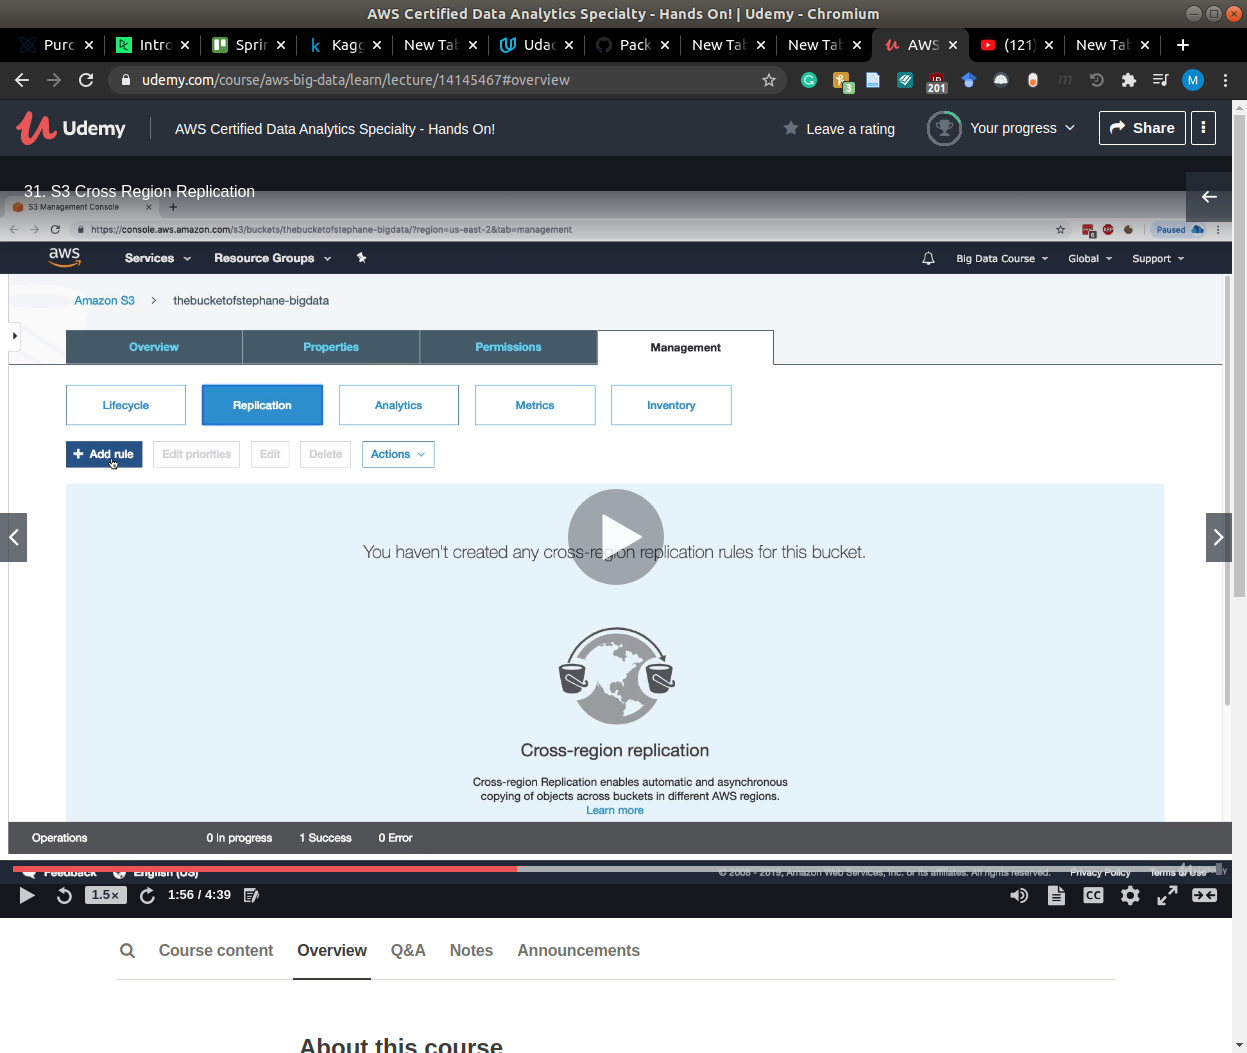 AWS Certified Data Analytics Specialty - Hands On! | Udemy - Chromium
Purc
Intro
Sprin
Kagg
New Tab
Udac
Pack
New Tab
New Tab
AWS
(121)
New Tab
udemy.com/course/aws-big-data/learn/lecture/14145467#overview
3
201
M
Udemy
AWS Certified Data Analytics Specialty - Hands On!
Leave a rating
Your progress
Share
31. S3 Cross Region Replication
S3 Management Console
https://console.aws.amazon.com/s3/buckets/thebucketofstephane-bigdata/?region=us-east-2&tab=management
Paused
aws
Services
Resource Groups
Big Data Course
Global
Support
Amazon S3 > thebucketofstephane-bigdata
Overview
Properties
Permissions
Management
Lifecycle
Replication
Analytics
Metrics
Inventory
+ Add rule
Edit priorities
Edit
Delete
Actions
You haven't created any cross-region replication rules for this bucket.
Cross-region replication
Cross-region Replication enables automatic and asynchronous
copying of objects across buckets in different AWS regions.
Learn more
Operations
0 In progress
1 Success
0 Error
Feedback
English (US)
© 2008 - 2019, Amazon Web Services, Inc. or its affiliates. All rights reserved.
Privacy Policy
Terms of Use
1.5×
1:56 / 4:39
CC
Course content
Overview
Q&A
Notes
Announcements
About this course